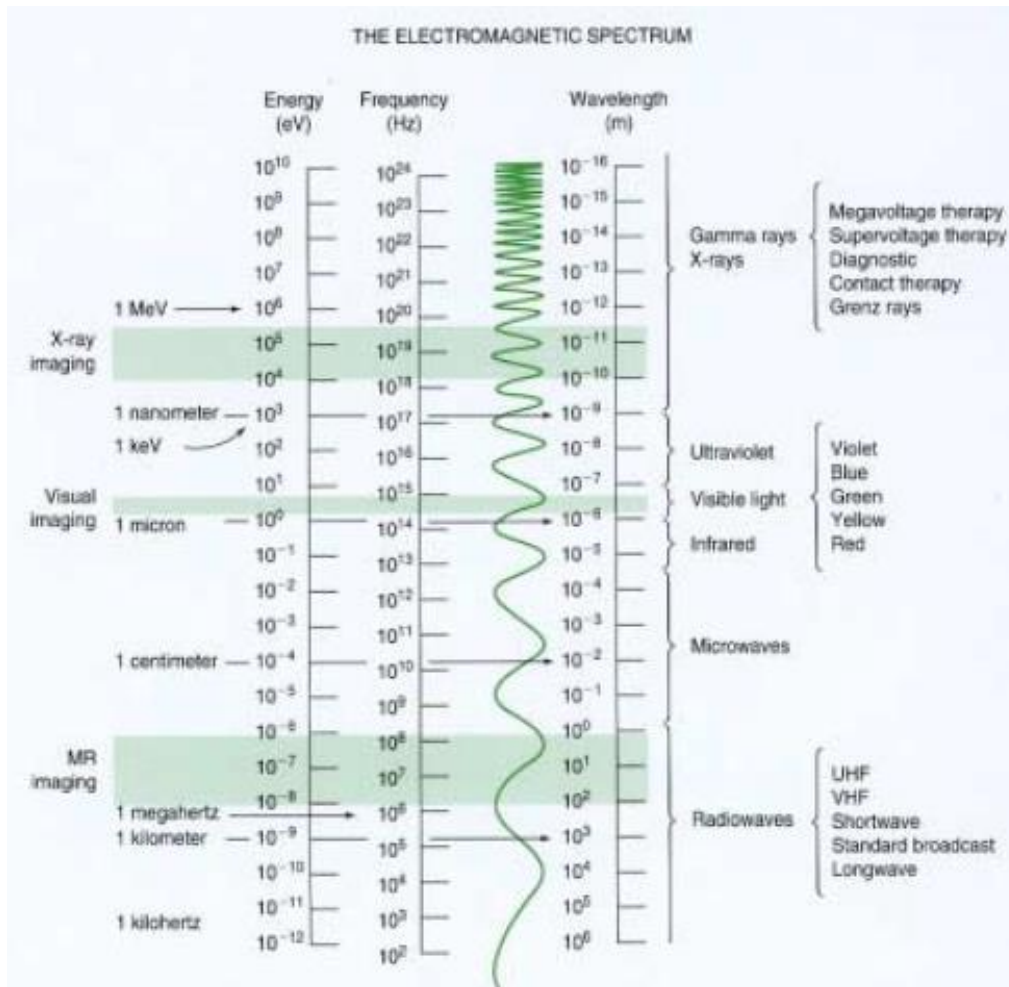 THE ELECTROMAGNETIC SPECTRUM
Energy
(eV)
Frequency
(Hz)
Wavelength
(m)
10¹⁰
10⁹
10⁸
10⁷
10⁶
10⁵
10⁴
10³
10²
10¹
10⁰
10⁻¹
10⁻²
10⁻³
10⁻⁴
10⁻⁵
10⁻⁶
10⁻⁷
10⁻⁸
10⁻⁹
10⁻¹⁰
10⁻¹¹
10⁻¹²
10²⁴
10²³
10²²
10²¹
10²⁰
10¹⁹
10¹⁸
10¹⁷
10¹⁶
10¹⁵
10¹⁴
10¹³
10¹²
10¹¹
10¹⁰
10⁹
10⁸
10⁷
10⁶
10⁵
10⁴
10³
10²
10⁻¹⁶
10⁻¹⁵
10⁻¹⁴
10⁻¹³
10⁻¹²
10⁻¹¹
10⁻¹⁰
10⁻⁹
10⁻⁸
10⁻⁷
10⁻⁶
10⁻⁵
10⁻⁴
10⁻³
10⁻²
10⁻¹
10⁰
10¹
10²
10³
10⁴
10⁵
10⁶
1 MeV
X-ray
imaging
1 nanometer
1 keV
Visual
imaging
1 micron
1 centimeter
MR
imaging
1 megahertz
1 kilometer
1 kilohertz
Gamma rays
X-rays
Ultraviolet
Visible light
Infrared
Microwaves
Radiowaves
Megavoltage therapy
Supervoltage therapy
Diagnostic
Contact therapy
Grenz rays
Violet
Blue
Green
Yellow
Red
UHF
VHF
Shortwave
Standard broadcast
Longwave